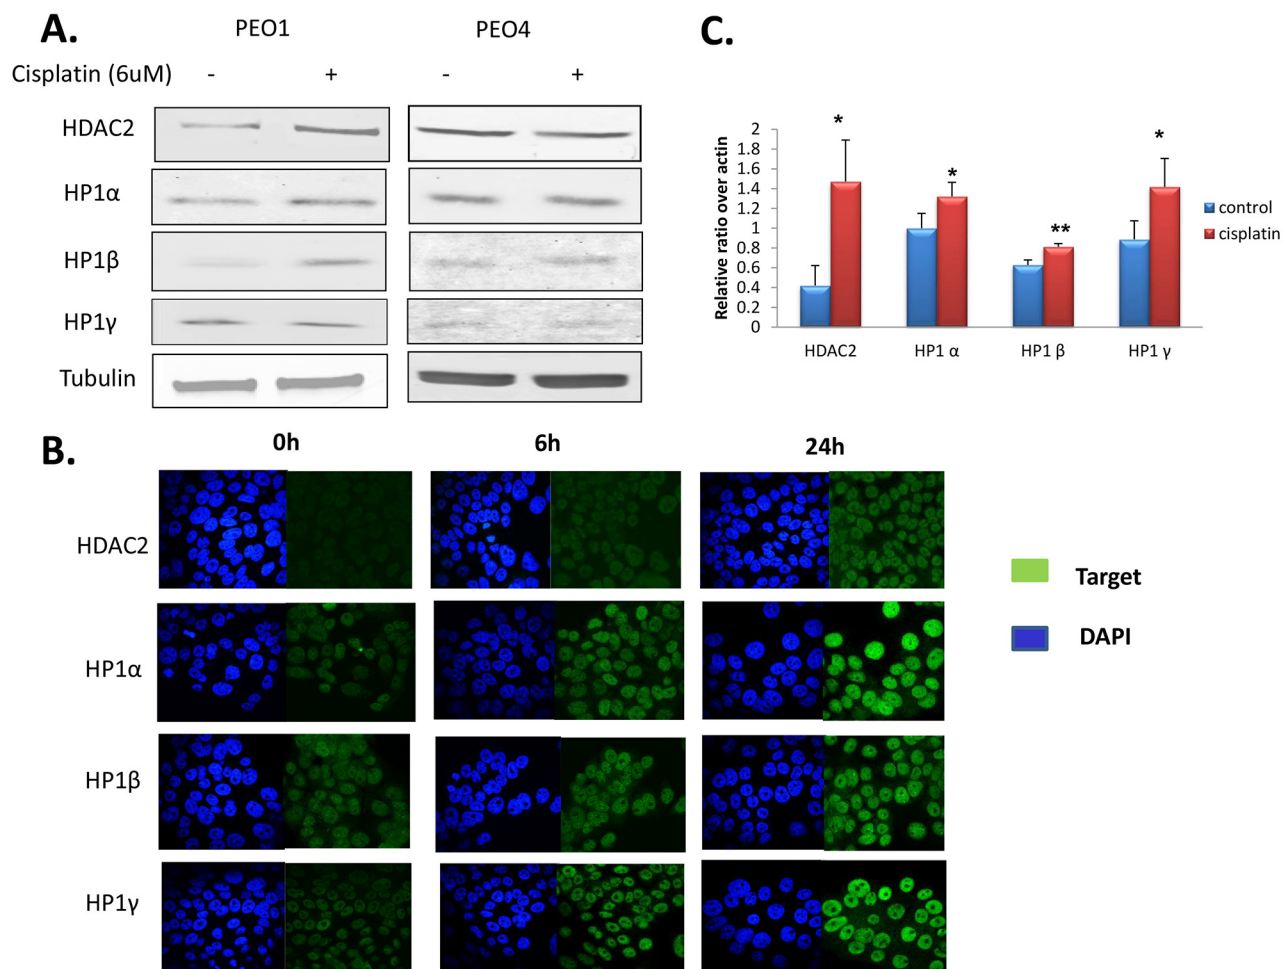 A.
PEO1
PEO4
Cisplatin (6uM)
-
+
-
+
HDAC2
HP1α
HP1β
HP1γ
Tubulin
C.
Relative ratio over actin
2
1.8
1.6
1.4
1.2
1
0.8
0.6
0.4
0.2
0
*
*
**
*
HDAC2
HP1 α
HP1 β
HP1 γ
control
cisplatin
B.
0h
6h
24h
HDAC2
HP1α
HP1β
HP1γ
Target
DAPI